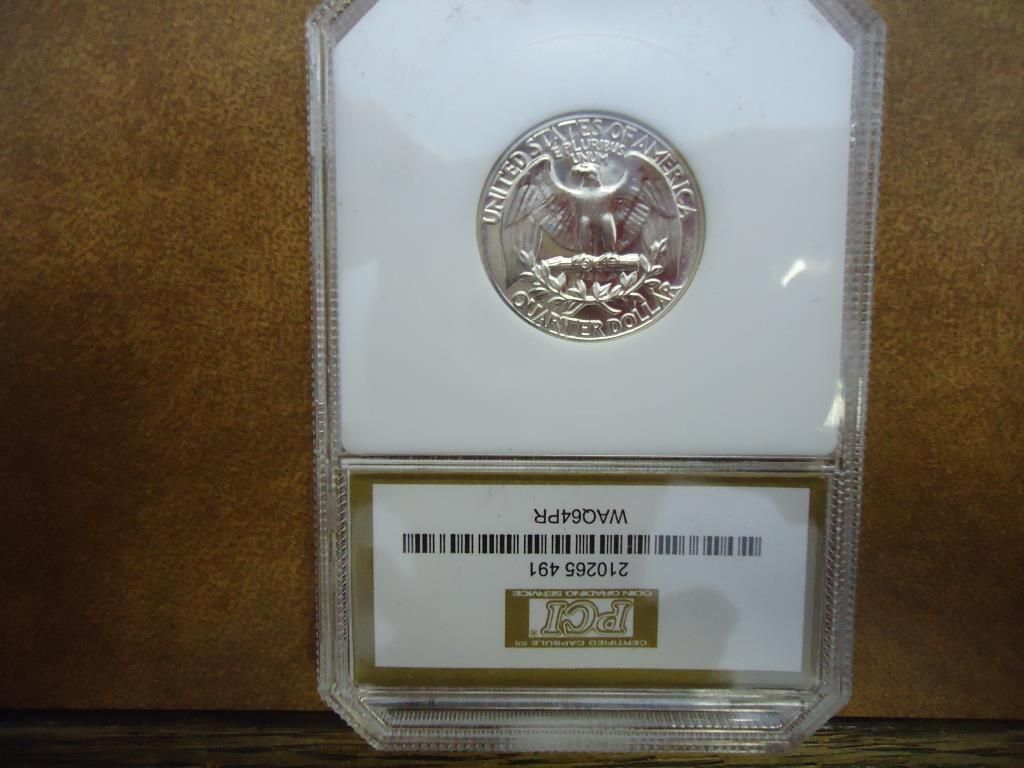 UNITED STATES OF AMERICA
E PLURIBUS
UNUM
QUARTER DOLLAR
CERTIFIED CAPSULE (C)
PCI®
COIN GRADING SERVICE
210265 491
WAQ64PR